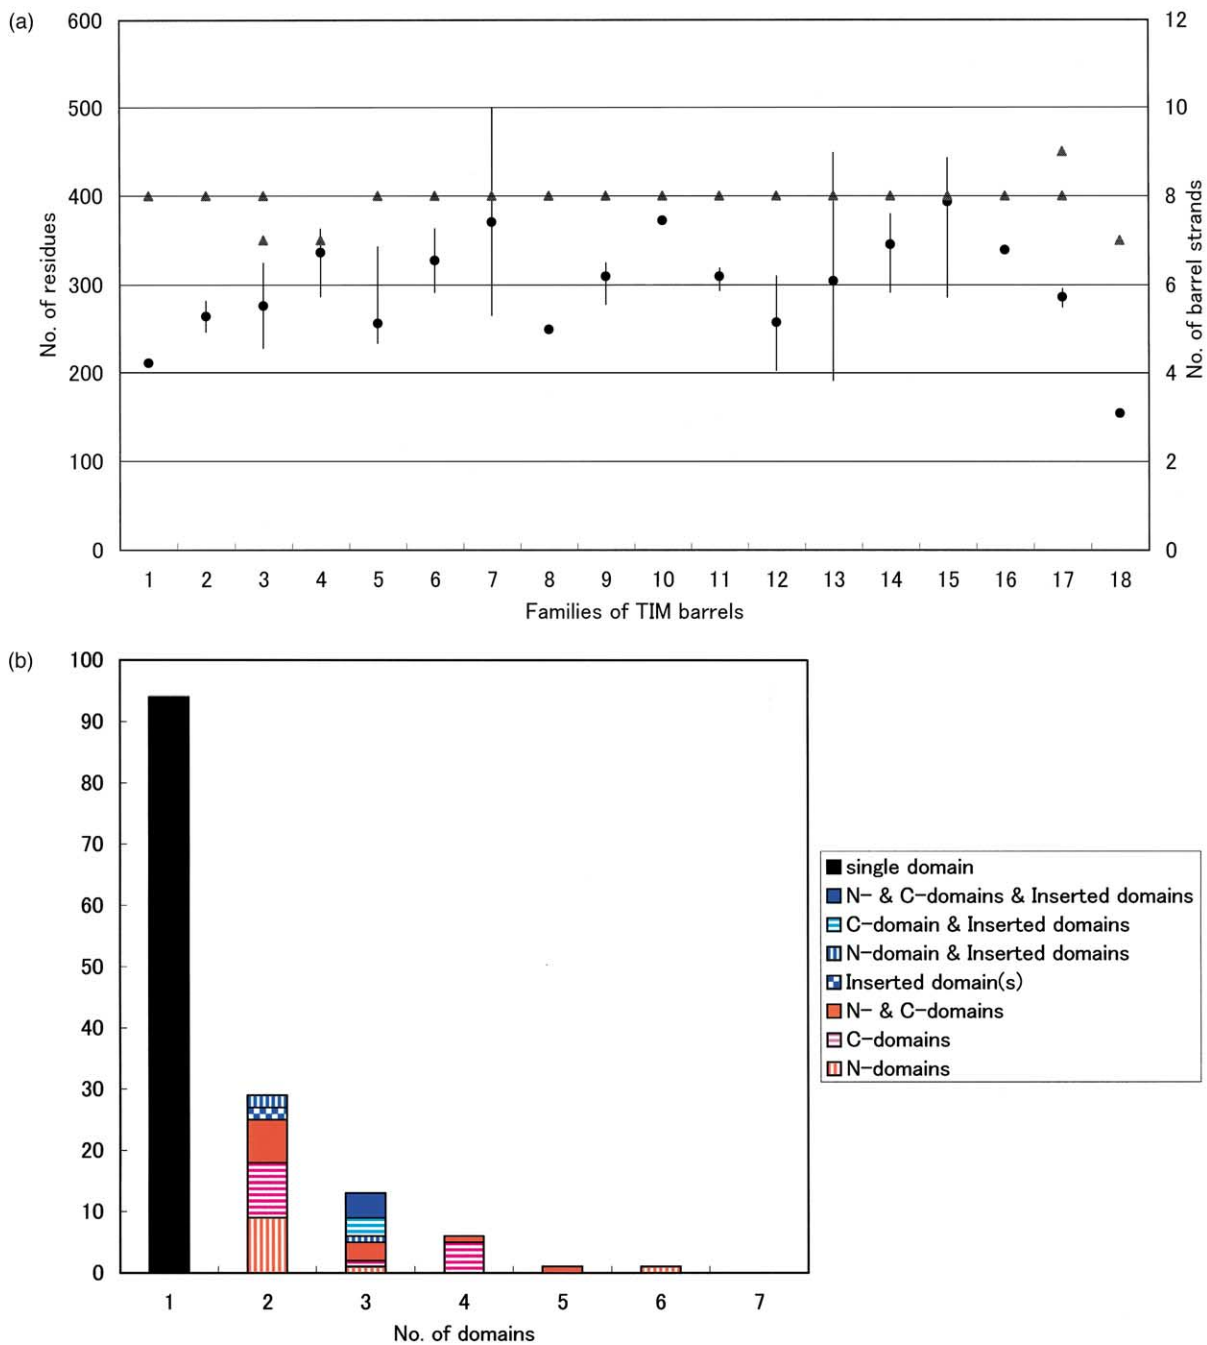 (a)
600
500
400
300
200
100
0
No. of residues
12
10
8
6
4
2
0
No. of barrel strands
1 2 3 4 5 6 7 8 9 10 11 12 13 14 15 16 17 18
Families of TIM barrels
(b)
100
90
80
70
60
50
40
30
20
10
0
1 2 3 4 5 6 7
No. of domains
single domain
N- & C-domains & Inserted domains
C-domain & Inserted domains
N-domain & Inserted domains
Inserted domain(s)
N- & C-domains
C-domains
N-domains